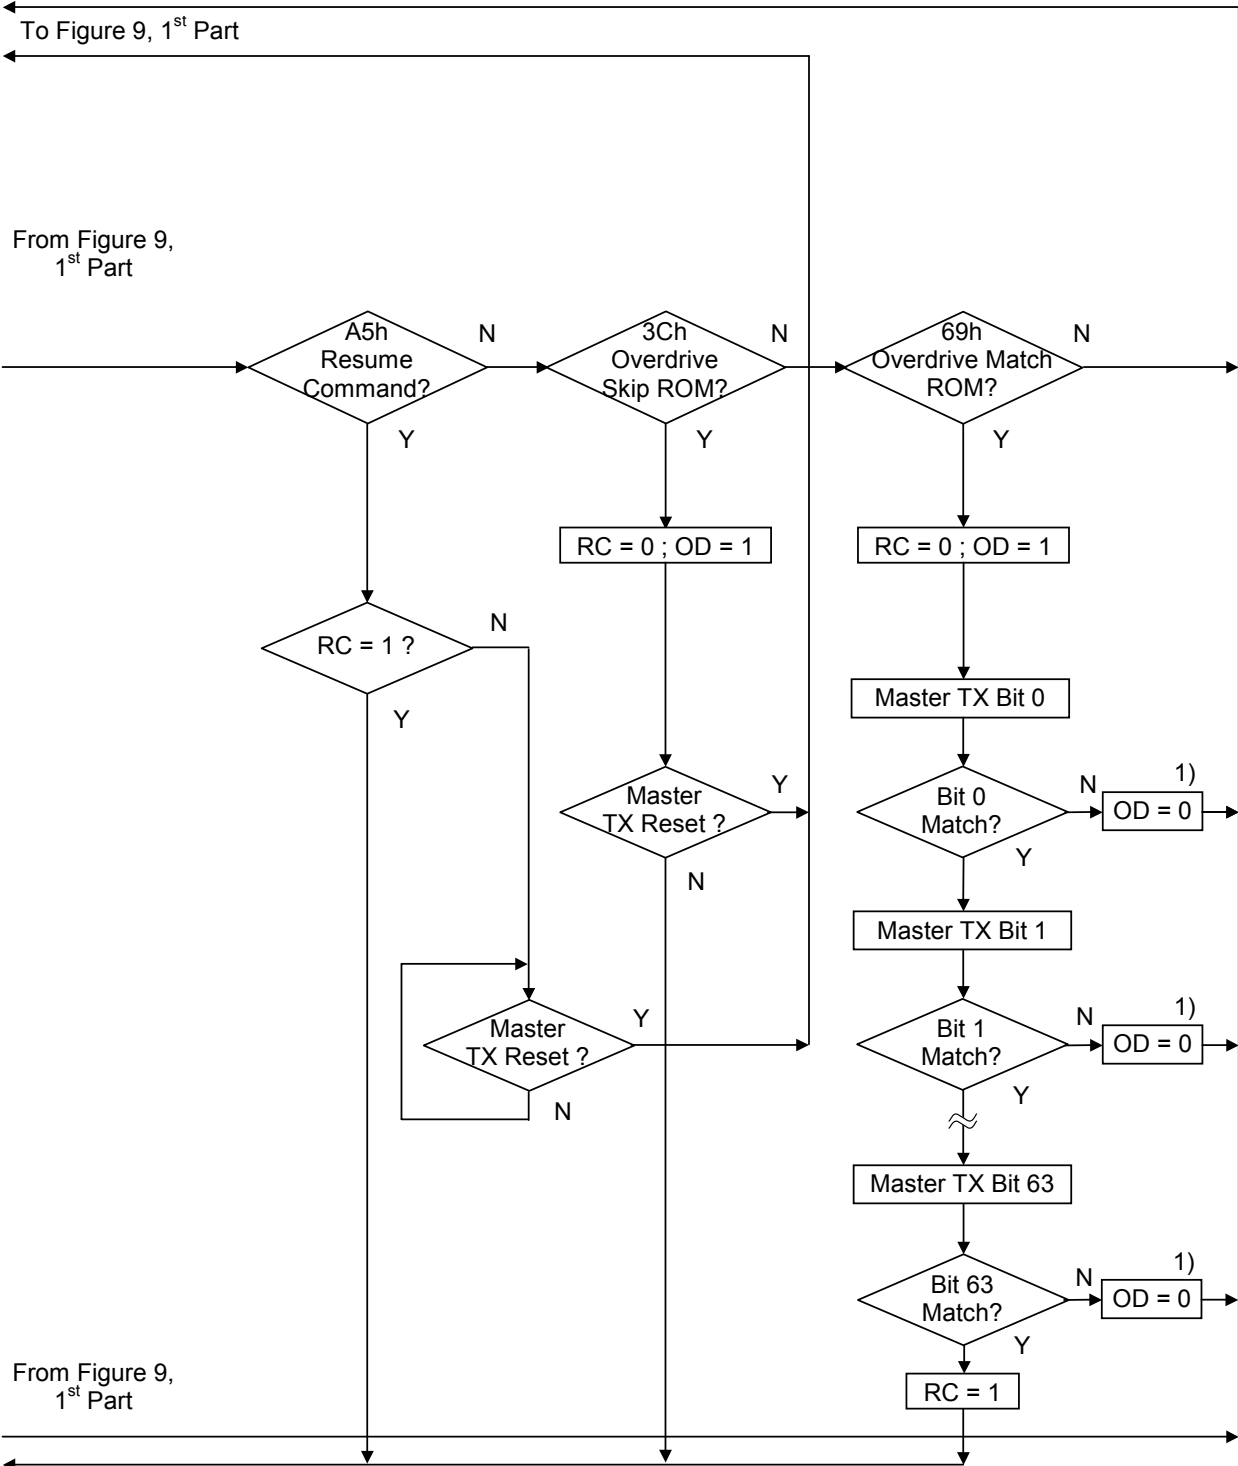 To Figure 9, 1st Part
From Figure 9,
1st Part
A5h
Resume
Command?
N
Y
3Ch
Overdrive
Skip ROM?
N
Y
69h
Overdrive Match
ROM?
N
Y
RC = 0 ; OD = 1
RC = 0 ; OD = 1
RC = 1 ?
N
Y
Master TX Bit 0
Master
TX Reset ?
Y
N
Bit 0
Match?
N
Y
1)
OD = 0
Master TX Bit 1
Master
TX Reset ?
Y
N
Bit 1
Match?
N
Y
1)
OD = 0
Master TX Bit 63
Bit 63
Match?
N
Y
1)
OD = 0
From Figure 9,
1st Part
RC = 1